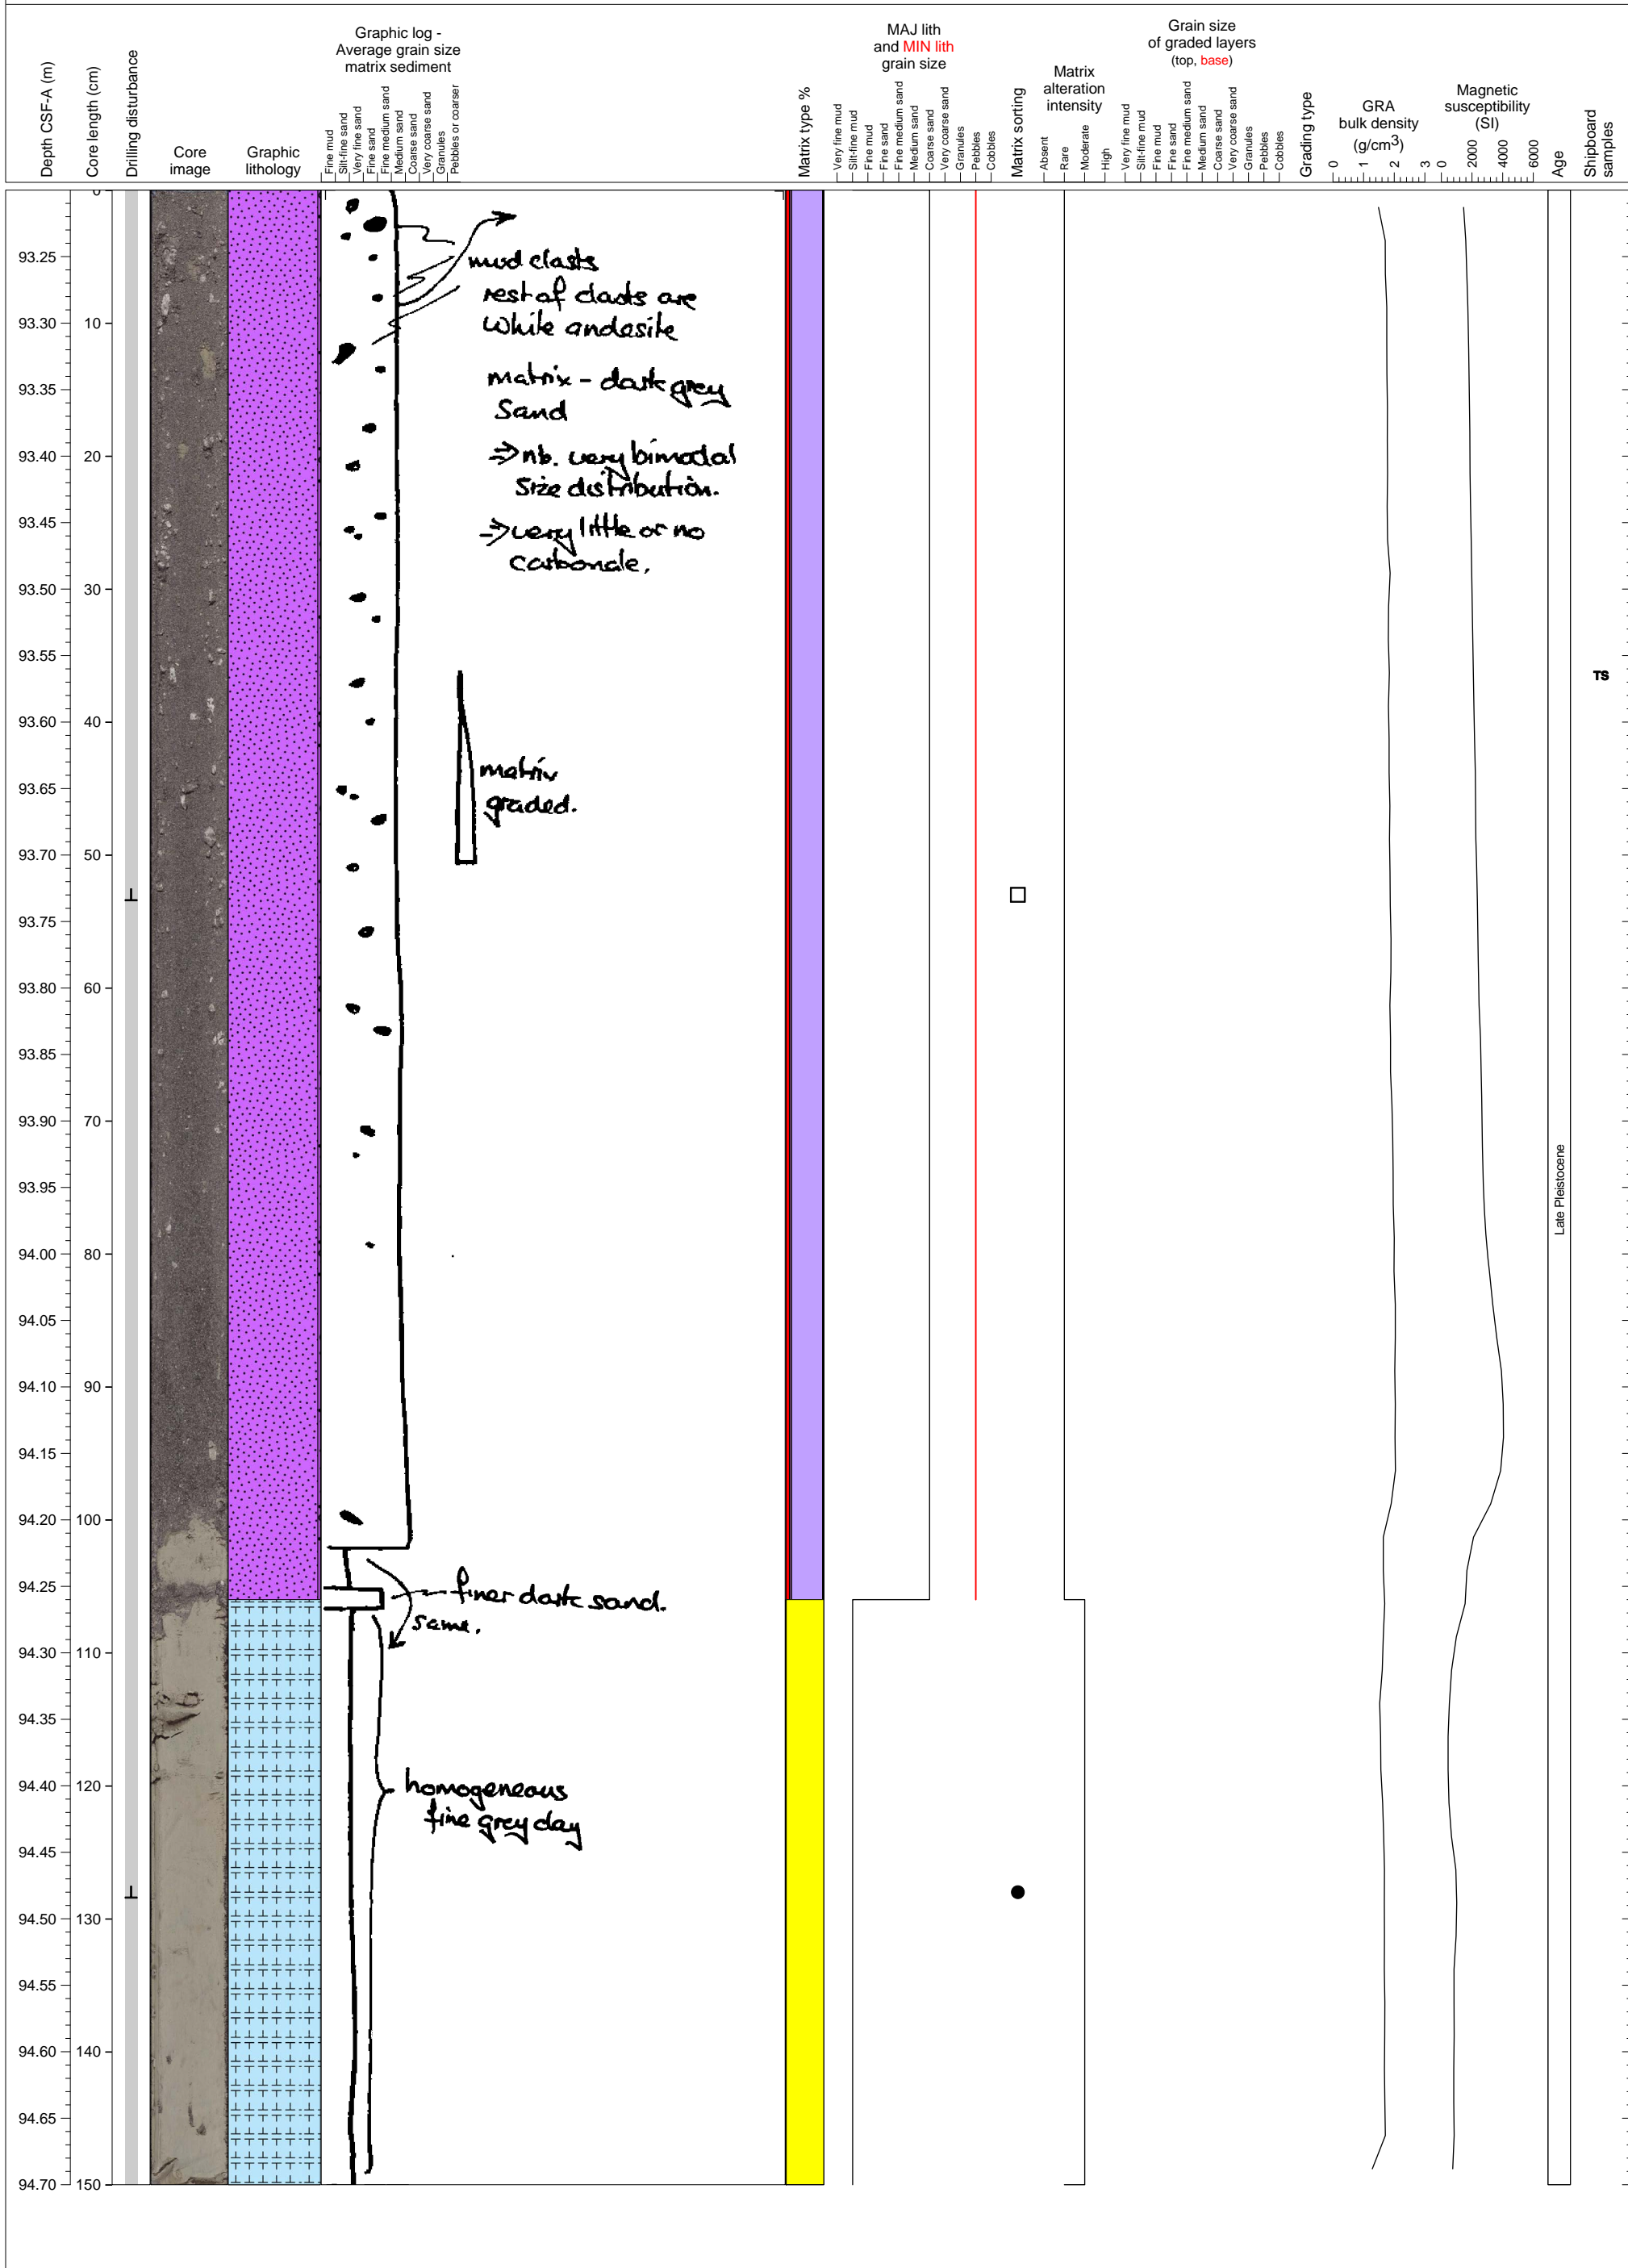 Depth CSF-A (m)
Core length (cm)
Drilling disturbance
Core
image
Graphic
lithology
Graphic log -
Average grain size
matrix sediment
Fine mud
Silt-fine sand
Very fine sand
Fine sand
Fine medium sand
Medium sand
Coarse sand
Very coarse sand
Granules
Pebbles or coarser
Matrix type %
MAJ lith
and MIN lith
grain size
Very fine mud
Silt-fine mud
Fine mud
Fine sand
Fine medium sand
Medium sand
Coarse sand
Very coarse sand
Granules
Pebbles
Cobbles
Matrix sorting
Matrix
alteration
intensity
Absent
Rare
Moderate
High
Grain size
of graded layers
(top, base)
Very fine mud
Silt-fine mud
Fine mud
Fine sand
Fine medium sand
Medium sand
Coarse sand
Very coarse sand
Granules
Pebbles
Cobbles
Grading type
GRA
bulk density
(g/cm3)
0 1 2 3
Magnetic
susceptibility
(SI)
0 2000 4000 6000
Age
Shipboard
samples
0
93.25
93.30 10
93.35
93.40 20
93.45
93.50 30
93.55
93.60 40
93.65
93.70 50
93.75
93.80 60
93.85
93.90 70
93.95
94.00 80
94.05
94.10 90
94.15
94.20 100
94.25
94.30 110
94.35
94.40 120
94.45
94.50 130
94.55
94.60 140
94.65
94.70 150
mud clasts
rest of clasts are
white andesite
matrix - dark grey
sand
⇒ nb. very bimodal
size distribution.
→ very little or no
carbonate.
matrix
graded.
finer dark sand.
same.
homogeneous
fine grey clay
TS
Late Pleistocene